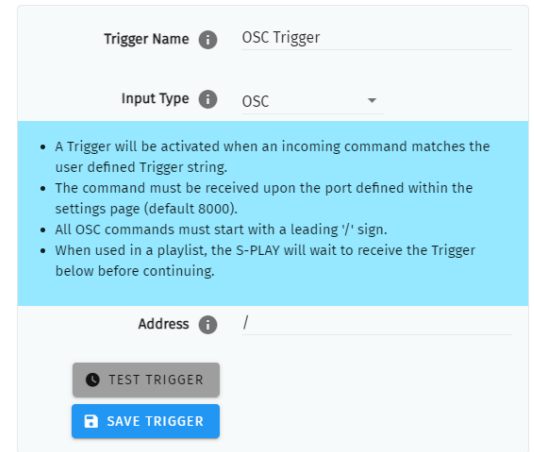 Trigger Name OSC Trigger
Input Type OSC
• A Trigger will be activated when an incoming command matches the
user defined Trigger string.
• The command must be received upon the port defined within the
settings page (default 8000).
• All OSC commands must start with a leading '/' sign.
• When used in a playlist, the S-PLAY will wait to receive the Trigger
below before continuing.
Address /
TEST TRIGGER
SAVE TRIGGER